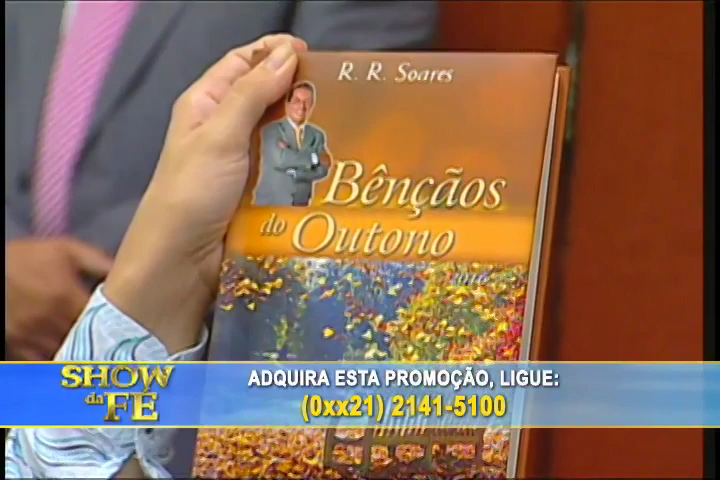 R. R. Soares
Bênçãos
do Outono
SHOW
da FÉ
ADQUIRA ESTA PROMOÇÃO, LIGUE:
(0xx21) 2141-5100